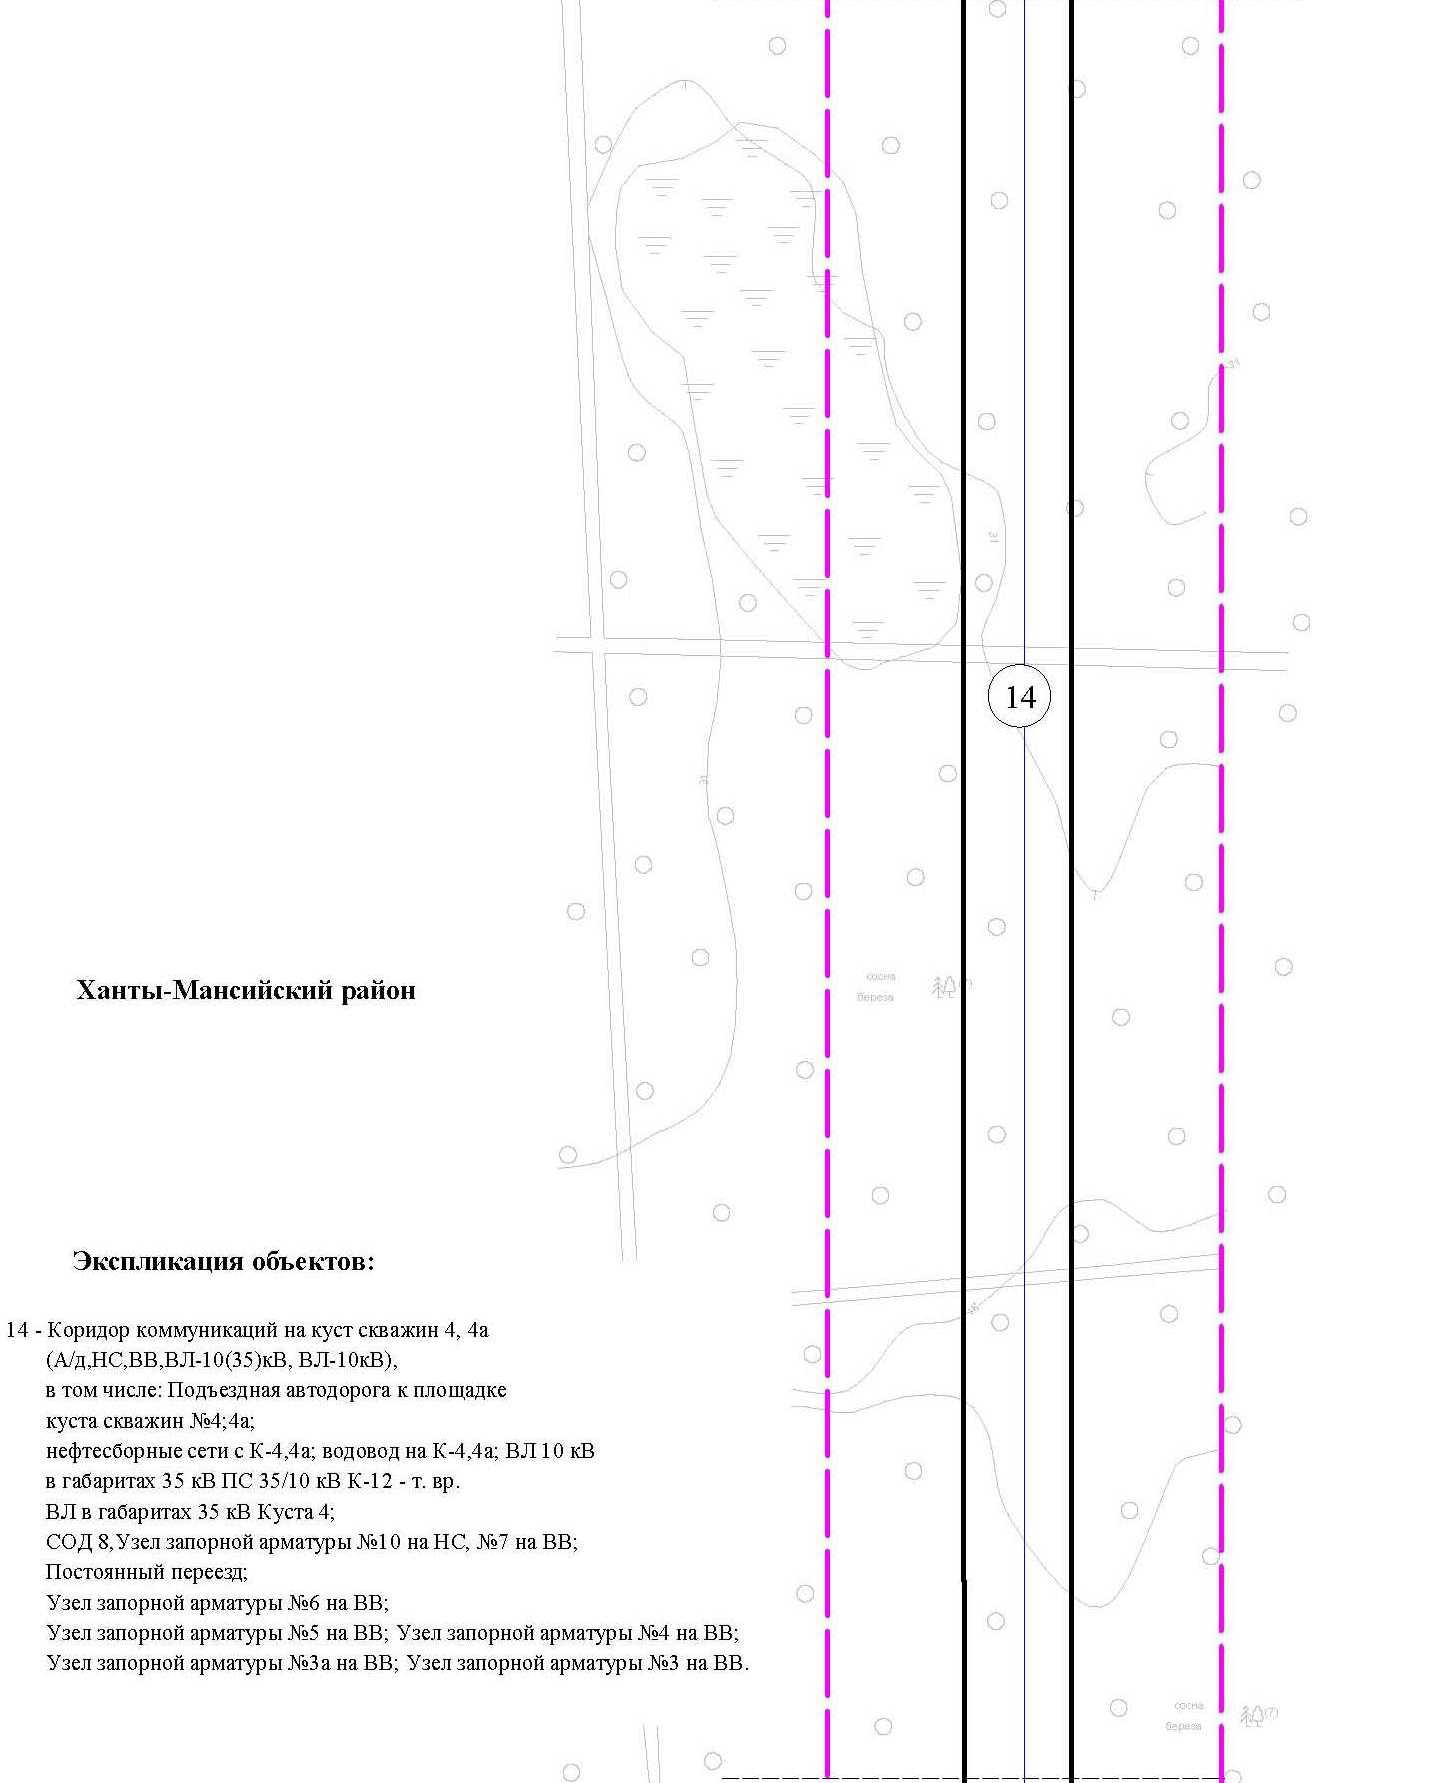 31
14
сосна
береза
Ханты-Мансийский район
Экспликация объектов:
14 - Коридор коммуникаций на куст скважин 4, 4а
(А/д,НС,ВВ,ВЛ-10(35)кВ, ВЛ-10кВ),
в том числе: Подъездная автодорога к площадке
куста скважин №4;4а;
нефтесборные сети с К-4,4а; водовод на К-4,4а; ВЛ 10 кВ
в габаритах 35 кВ ПС 35/10 кВ К-12 - т. вр.
ВЛ в габаритах 35 кВ Куста 4;
СОД 8,Узел запорной арматуры №10 на НС, №7 на ВВ;
Постоянный переезд;
Узел запорной арматуры №6 на ВВ;
Узел запорной арматуры №5 на ВВ; Узел запорной арматуры №4 на ВВ;
Узел запорной арматуры №3а на ВВ; Узел запорной арматуры №3 на ВВ.
сосна
береза
(7)